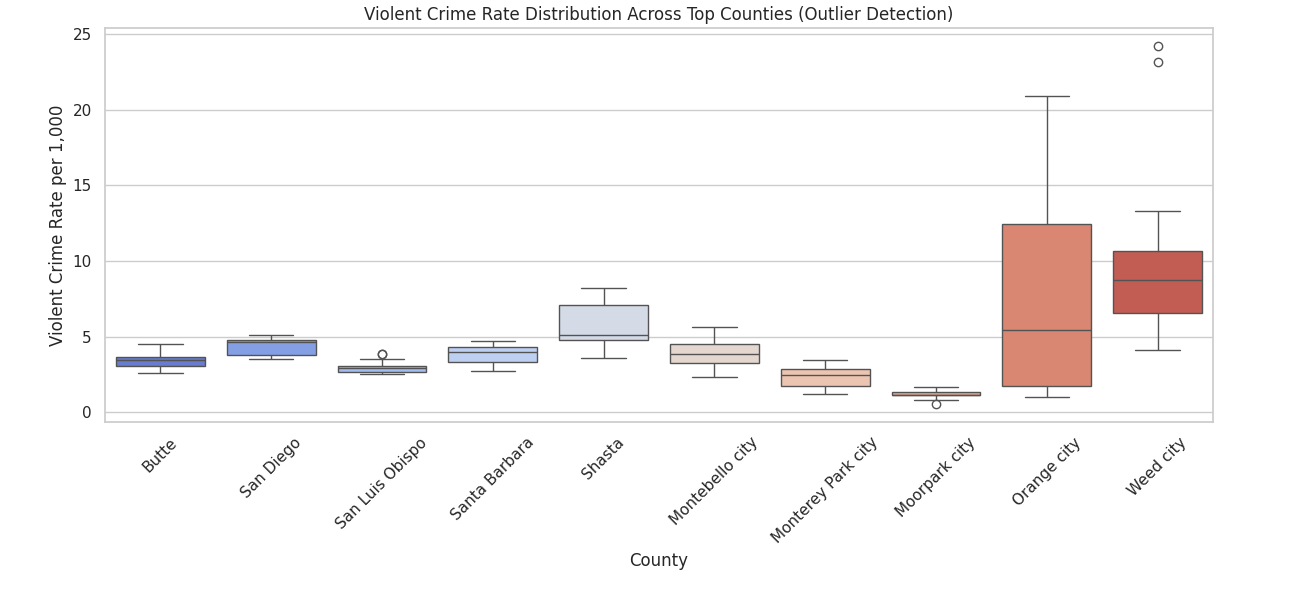 Violent Crime Rate Distribution Across Top Counties (Outlier Detection)
Violent Crime Rate per 1,000
25
20
15
10
5
0
Butte
San Diego
San Luis Obispo
Santa Barbara
Shasta
Montebello city
Monterey Park city
Moorpark city
Orange city
Weed city
County